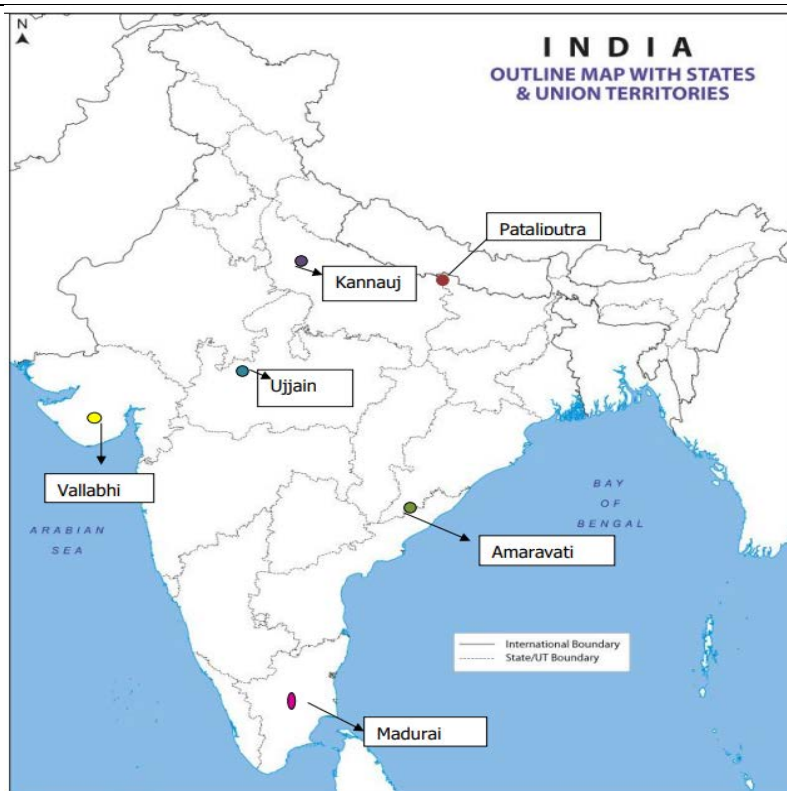 N
INDIA
OUTLINE MAP WITH STATES
& UNION TERRITORIES
Pataliputra
Kannauj
Ujjain
Vallabhi
BAY
OF
BENGAL
ARABIAN
SEA
Amaravati
International Boundary
State/UT Boundary
Madurai